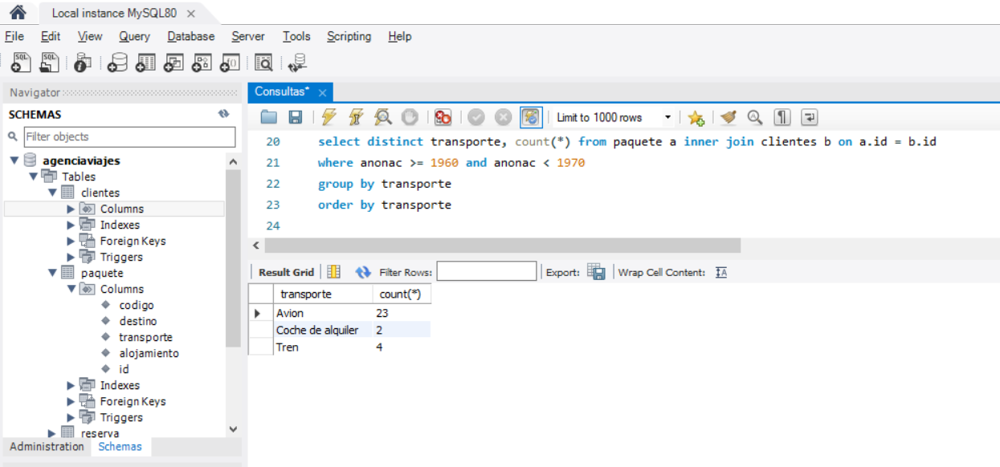 Local instance MySQL80
File Edit View Query Database Server Tools Scripting Help
Navigator
SCHEMAS
Filter objects
agenciaviajes
Tables
clientes
Columns
Indexes
Foreign Keys
Triggers
paquete
Columns
codigo
destino
transporte
alojamiento
id
Indexes
Foreign Keys
Triggers
reserva
Administration Schemas
Consultas*
Limit to 1000 rows
20 select distinct transporte, count(*) from paquete a inner join clientes b on a.id = b.id
21 where anonac >= 1960 and anonac < 1970
22 group by transporte
23 order by transporte
24
Result Grid Filter Rows: Export: Wrap Cell Content:
transporte count(*)
Avion 23
Coche de alquiler 2
Tren 4